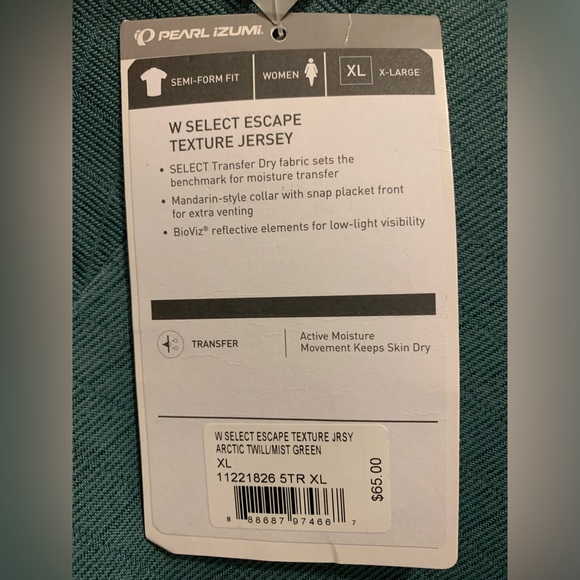 PEARL iZUMi.
SEMI-FORM FIT
WOMEN
XL X-LARGE
W SELECT ESCAPE
TEXTURE JERSEY
• SELECT Transfer Dry fabric sets the
benchmark for moisture transfer
• Mandarin-style collar with snap placket front
for extra venting
• BioViz® reflective elements for low-light visibility
TRANSFER
Active Moisture
Movement Keeps Skin Dry
W SELECT ESCAPE TEXTURE JRSY
ARCTIC TWILL/MIST GREEN
XL
11221826 5TR XL
$65.00
8 88687 97466 7